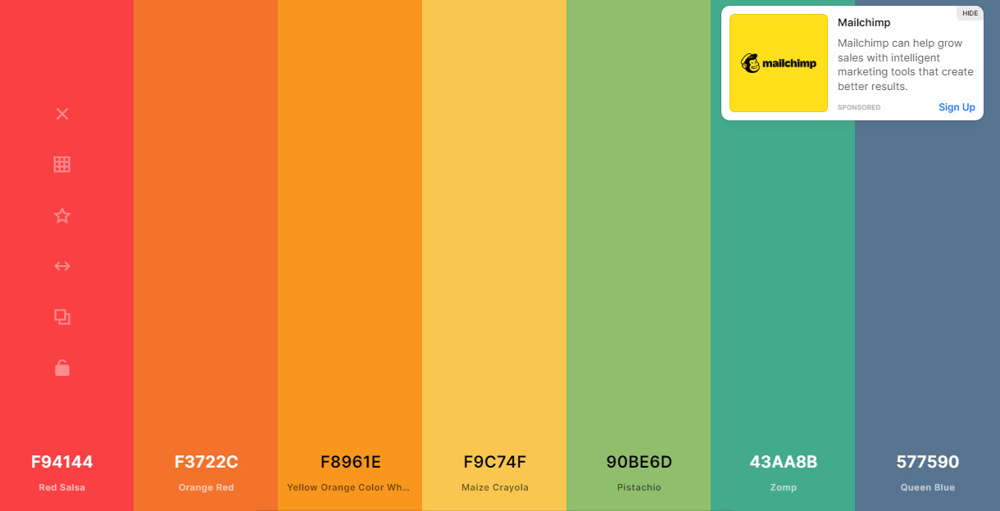 HIDE
Mailchimp
Mailchimp can help grow
sales with intelligent
marketing tools that create
better results.
mailchimp
SPONSORED
Sign Up
F94144
Red Salsa
F3722C
Orange Red
F8961E
Yellow Orange Color Wh...
F9C74F
Maize Crayola
90BE6D
Pistachio
43AA8B
Zomp
577590
Queen Blue